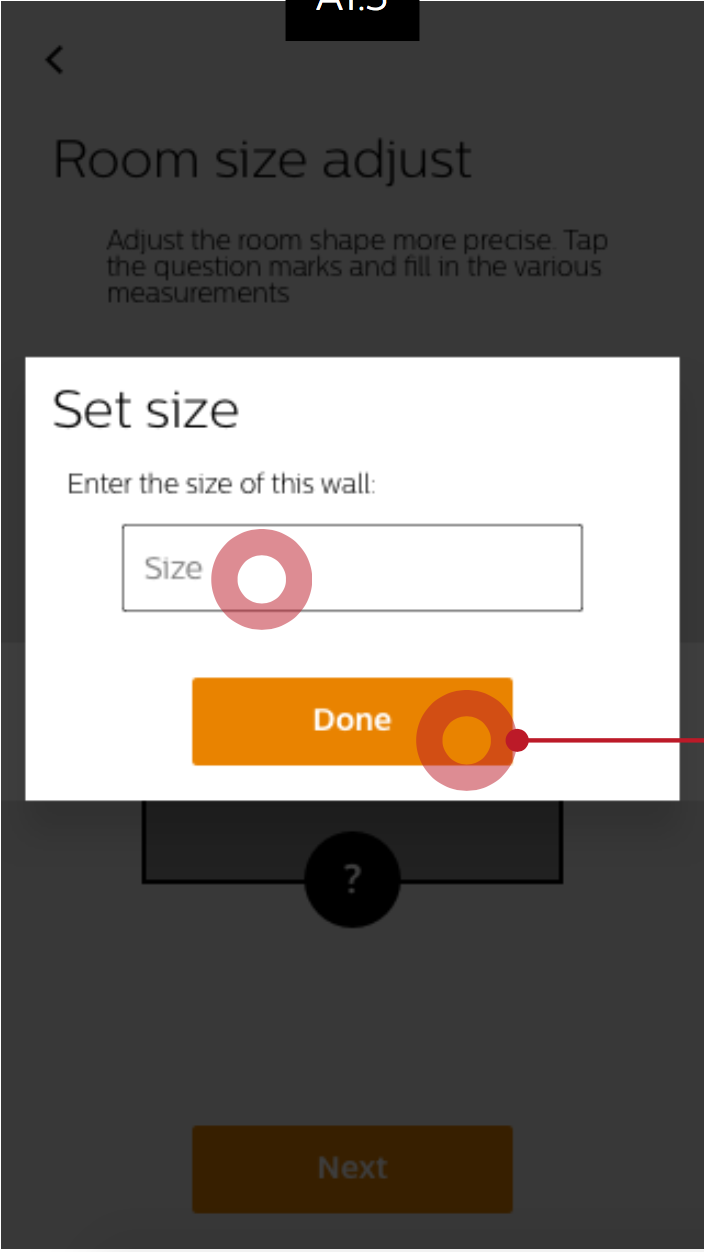 A1.3
Room size adjust
Adjust the room shape more precise. Tap
the question marks and fill in the various
measurements
Set size
Enter the size of this wall:
Size
Done
?
Next